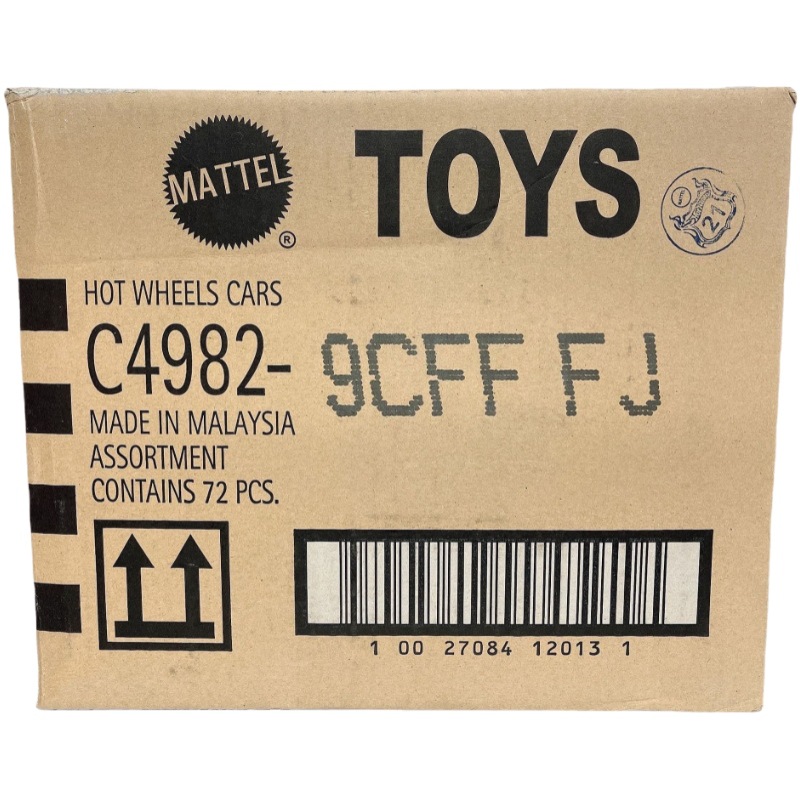 MATTEL
®
TOYS
21
HOT WHEELS CARS
C4982- 9CFF FJ
MADE IN MALAYSIA
ASSORTMENT
CONTAINS 72 PCS.
1 00 27084 12013 1